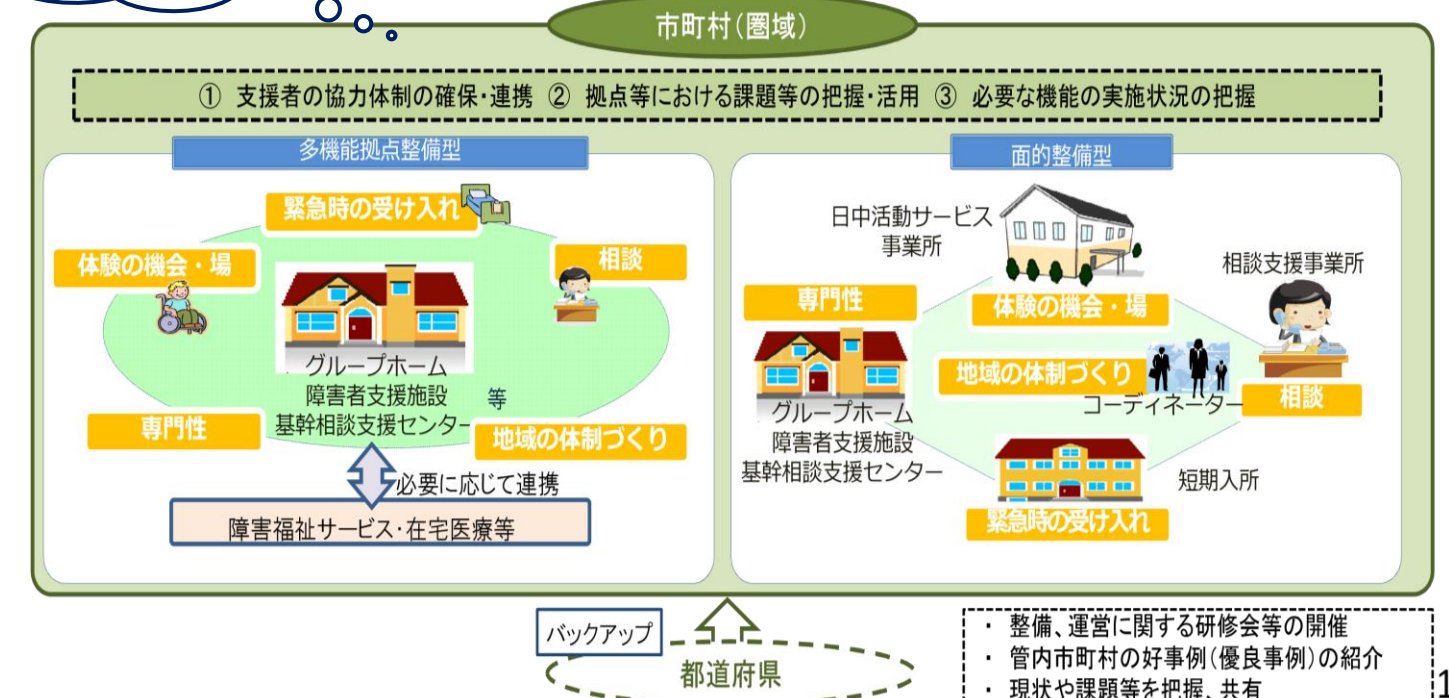 市町村(圏域)
① 支援者の協力体制の確保・連携 ② 拠点等における課題等の把握・活用 ③ 必要な機能の実施状況の把握
多機能拠点整備型
緊急時の受け入れ
体験の機会・場
相談
グループホーム
障害者支援施設 等
基幹相談支援センター
専門性
地域の体制づくり
必要に応じて連携
障害福祉サービス・在宅医療等
面的整備型
日中活動サービス
事業所
相談支援事業所
専門性
体験の機会・場
地域の体制づくり
コーディネーター
相談
グループホーム
障害者支援施設
基幹相談支援センター
短期入所
緊急時の受け入れ
バックアップ
都道府県
・ 整備、運営に関する研修会等の開催
・ 管内市町村の好事例(優良事例)の紹介
・ 現状や課題等を把握、共有
1